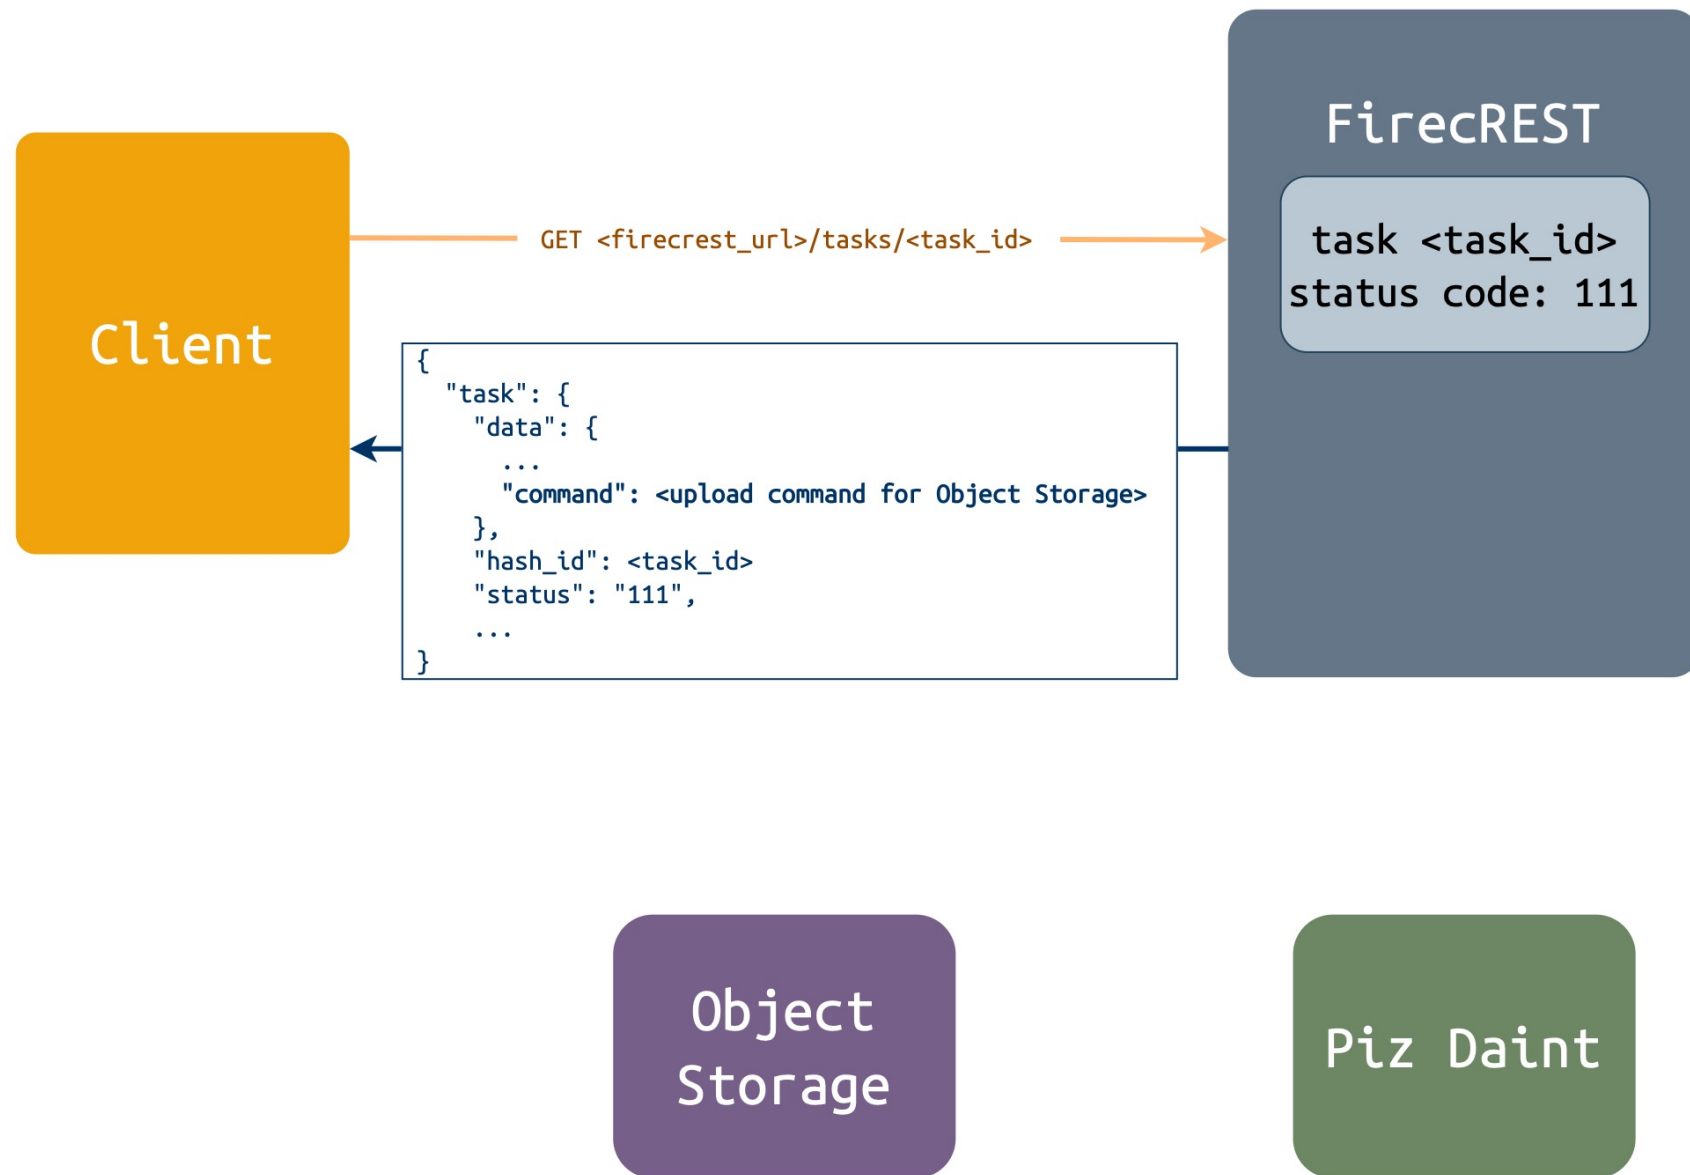 FirecREST
task <task_id>
status code: 111
GET <firecrest_url>/tasks/<task_id>
Client
{
  "task": {
    "data": {
      ...
      "command": <upload command for Object Storage>
    },
    "hash_id": <task_id>
    "status": "111",
    ...
}
Object
Storage
Piz Daint